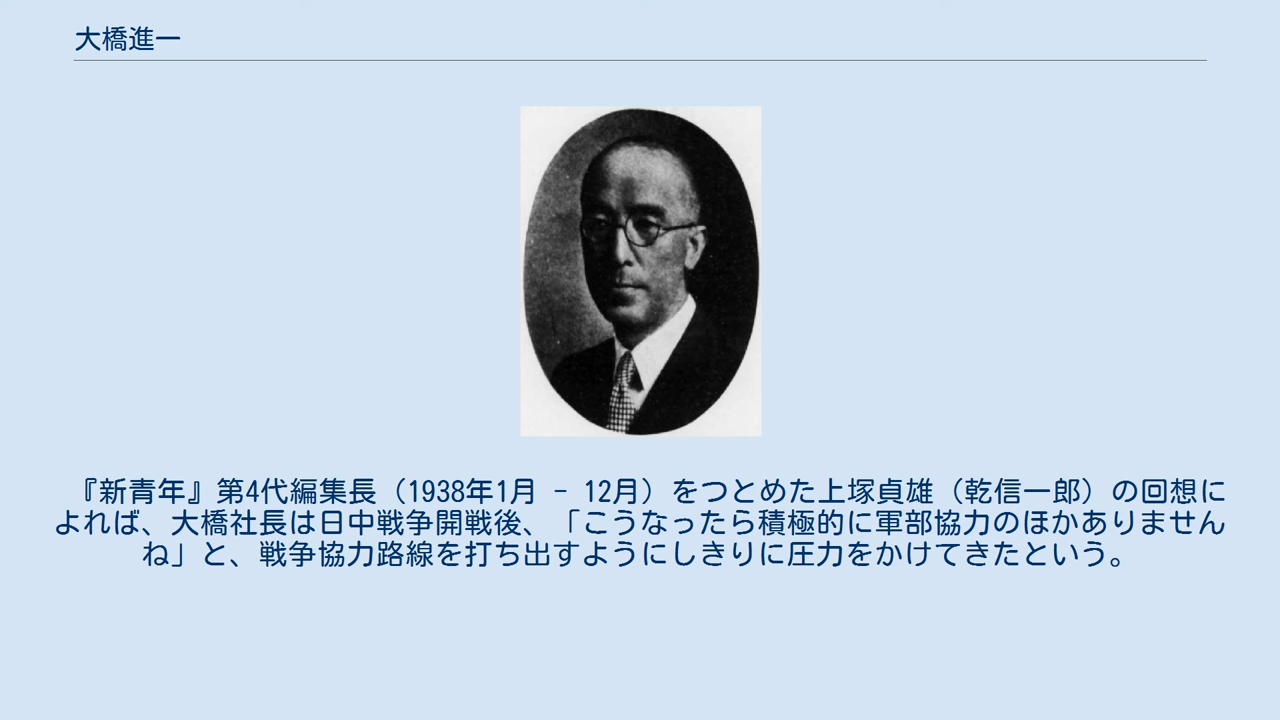 大橋進一
『新青年』第4代編集長（1938年1月 - 12月）をつとめた上塚貞雄（乾信一郎）の回想に
よれば、大橋社長は日中戦争開戦後、「こうなったら積極的に軍部協力のほかありません
ね」と、戦争協力路線を打ち出すようにしきりに圧力をかけてきたという。